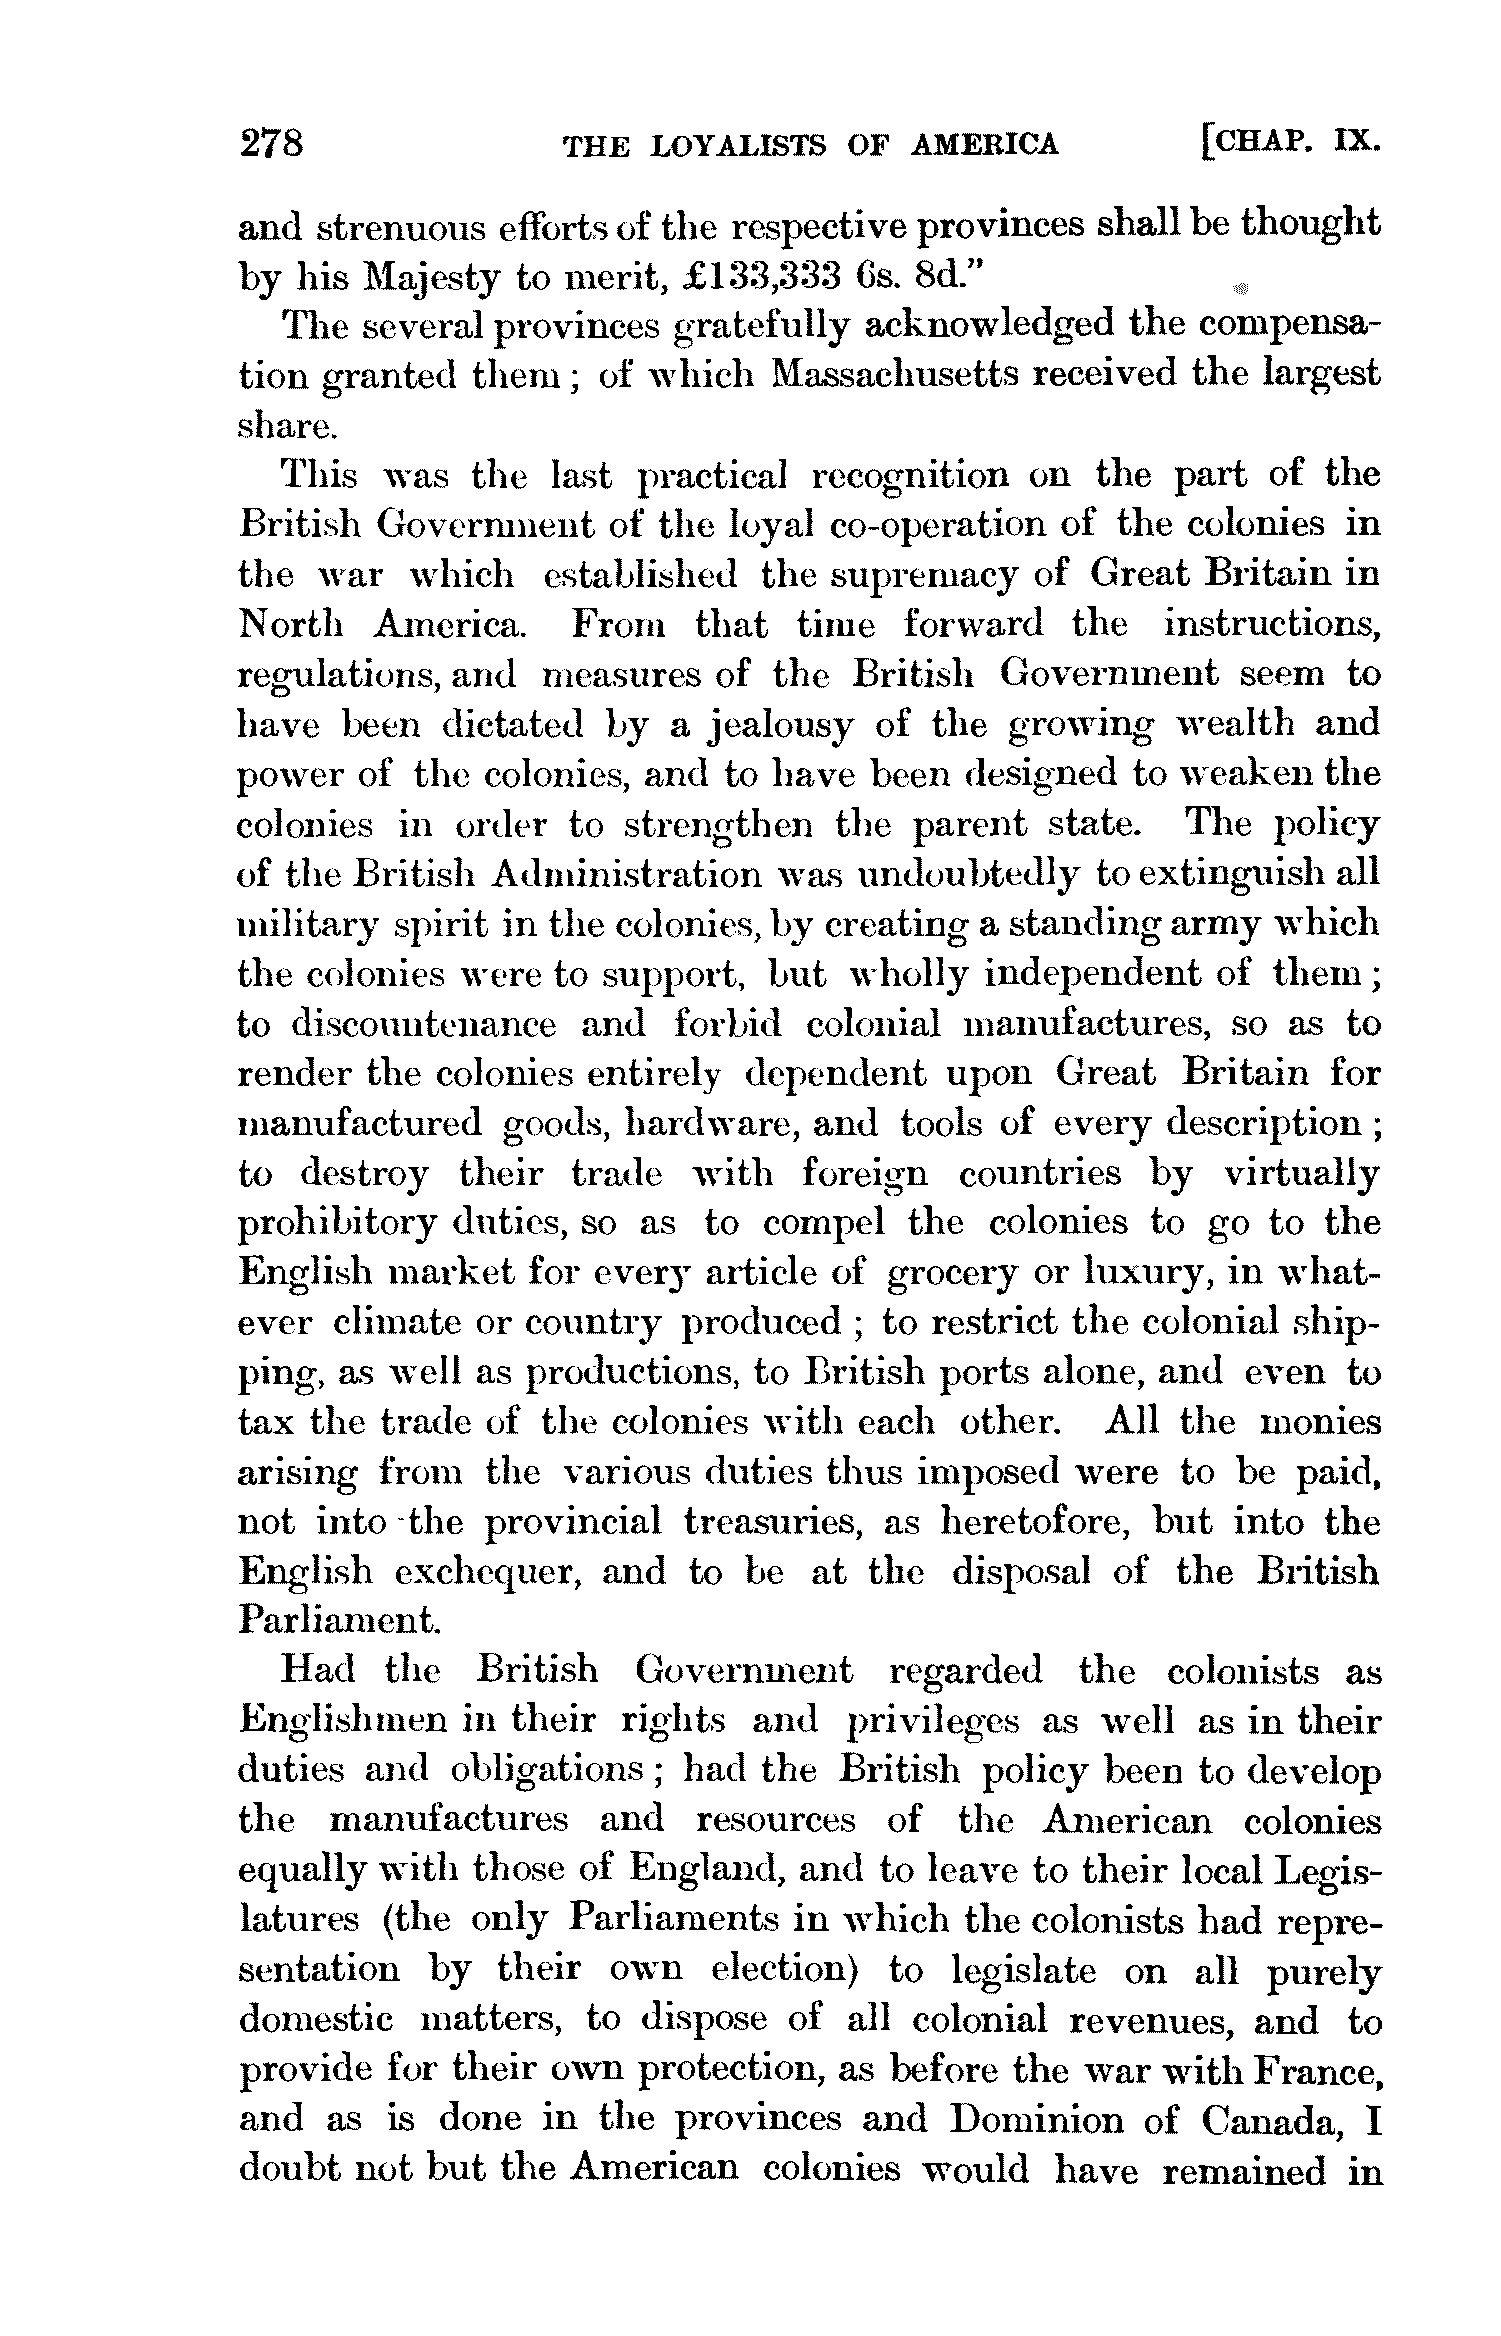 278 THE LOYALISTS OF AMERICA [CHAP. IX.
and strenuous efforts of the respective provinces shall be thought
by his Majesty to merit, £133,333 6s. 8d.”
The several provinces gratefully acknowledged the compensa-
tion granted them ; of which Massachusetts received the largest
share.
This was the last practical recognition on the part of the
British Government of the loyal co-operation of the colonies in
the war which established the supremacy of Great Britain in
North America. From that time forward the instructions,
regulations, and measures of the British Government seem to
have been dictated by a jealousy of the growing wealth and
power of the colonies, and to have been designed to weaken the
colonies in order to strengthen the parent state. The policy
of the British Administration was undoubtedly to extinguish all
military spirit in the colonies, by creating a standing army which
the colonies were to support, but wholly independent of them ;
to discountenance and forbid colonial manufactures, so as to
render the colonies entirely dependent upon Great Britain for
manufactured goods, hardware, and tools of every description ;
to destroy their trade with foreign countries by virtually
prohibitory duties, so as to compel the colonies to go to the
English market for every article of grocery or luxury, in what-
ever climate or country produced ; to restrict the colonial ship-
ping, as well as productions, to British ports alone, and even to
tax the trade of the colonies with each other. All the monies
arising from the various duties thus imposed were to be paid,
not into the provincial treasuries, as heretofore, but into the
English exchequer, and to be at the disposal of the British
Parliament.
Had the British Government regarded the colonists as
Englishmen in their rights and privileges as well as in their
duties and obligations ; had the British policy been to develop
the manufactures and resources of the American colonies
equally with those of England, and to leave to their local Legis-
latures (the only Parliaments in which the colonists had repre-
sentation by their own election) to legislate on all purely
domestic matters, to dispose of all colonial revenues, and to
provide for their own protection, as before the war with France,
and as is done in the provinces and Dominion of Canada, I
doubt not but the American colonies would have remained in